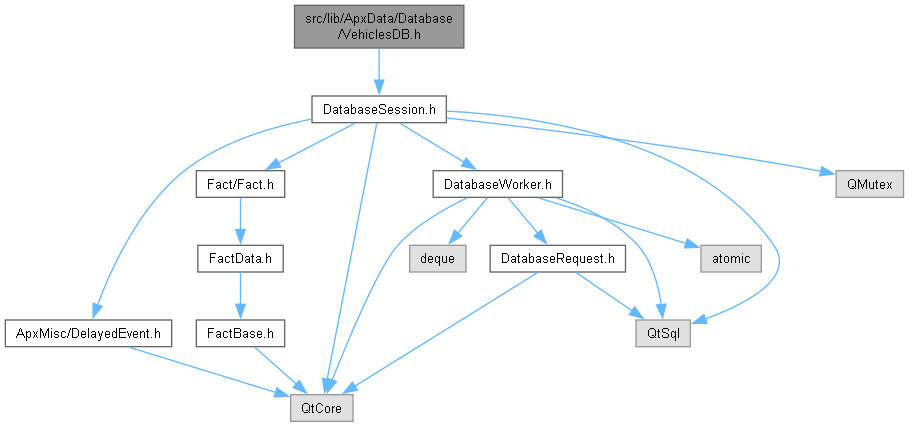 src/lib/ApxData/Database
/VehiclesDB.h
DatabaseSession.h
Fact/Fact.h
DatabaseWorker.h
QMutex
FactData.h
deque
DatabaseRequest.h
atomic
ApxMisc/DelayedEvent.h
FactBase.h
QtSql
QtCore